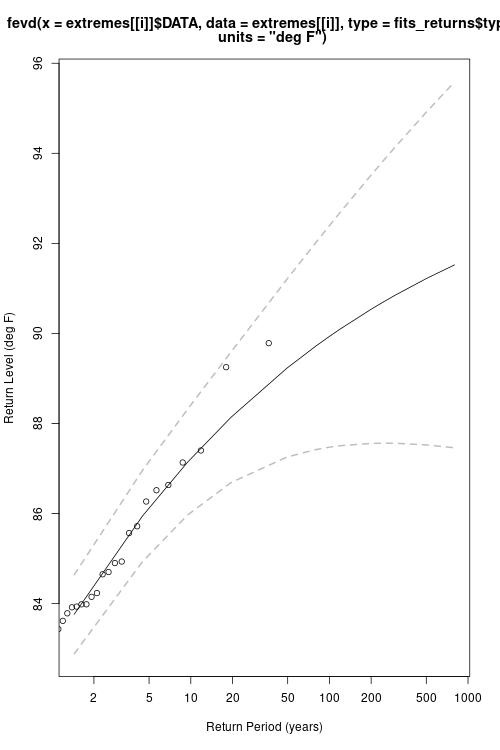 fevd(x = extremes[[i]]$DATA, data = extremes[[i]], type = fits_returns$typ
units = "deg F")
96
94
92
90
88
86
84
Return Level (deg F)
2 5 10 20 50 100 200 500 1000
Return Period (years)